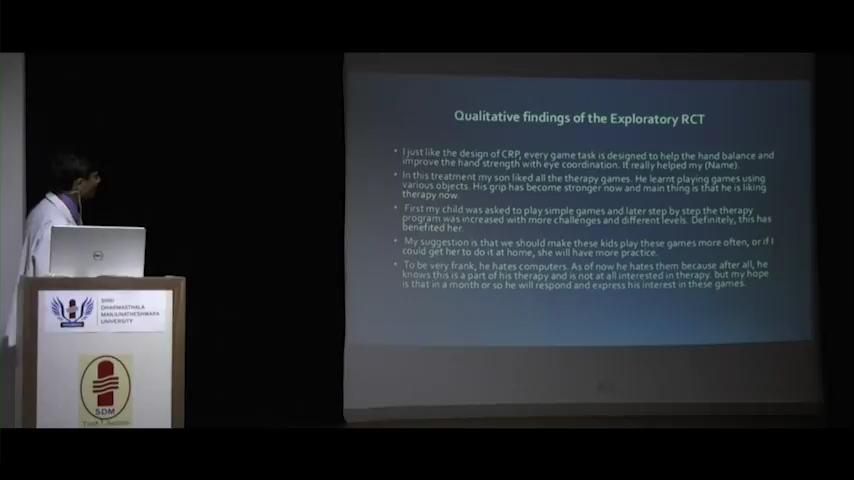 Qualitative findings of the Exploratory RCT
• I just like the design of CRP, every game task is designed to help the hand balance and
improve the hand strength with eye coordination. It really helped my (Name).
• In this treatment my son liked all the therapy games. He learnt playing games using
various objects. His grip has become stronger now and main thing is that he is liking
therapy now.
• First my child was asked to play simple games and later step by step the therapy
program was increased with more challenges and different levels. Definitely, this has
benefited her.
• My suggestion is that we should make these kids play these games more often, or if I
could get her to do it at home, she will have more practice.
• To be very frank, he hates computers. As of now he hates them because after all, he
knows this is a part of his therapy and is not at all interested in therapy. but my hope
is that in a month or so he will respond and express his interest in these games.
DELL
SHRI
DHARMASTHALA
MANJUNATHESHWARA
UNIVERSITY
SDM